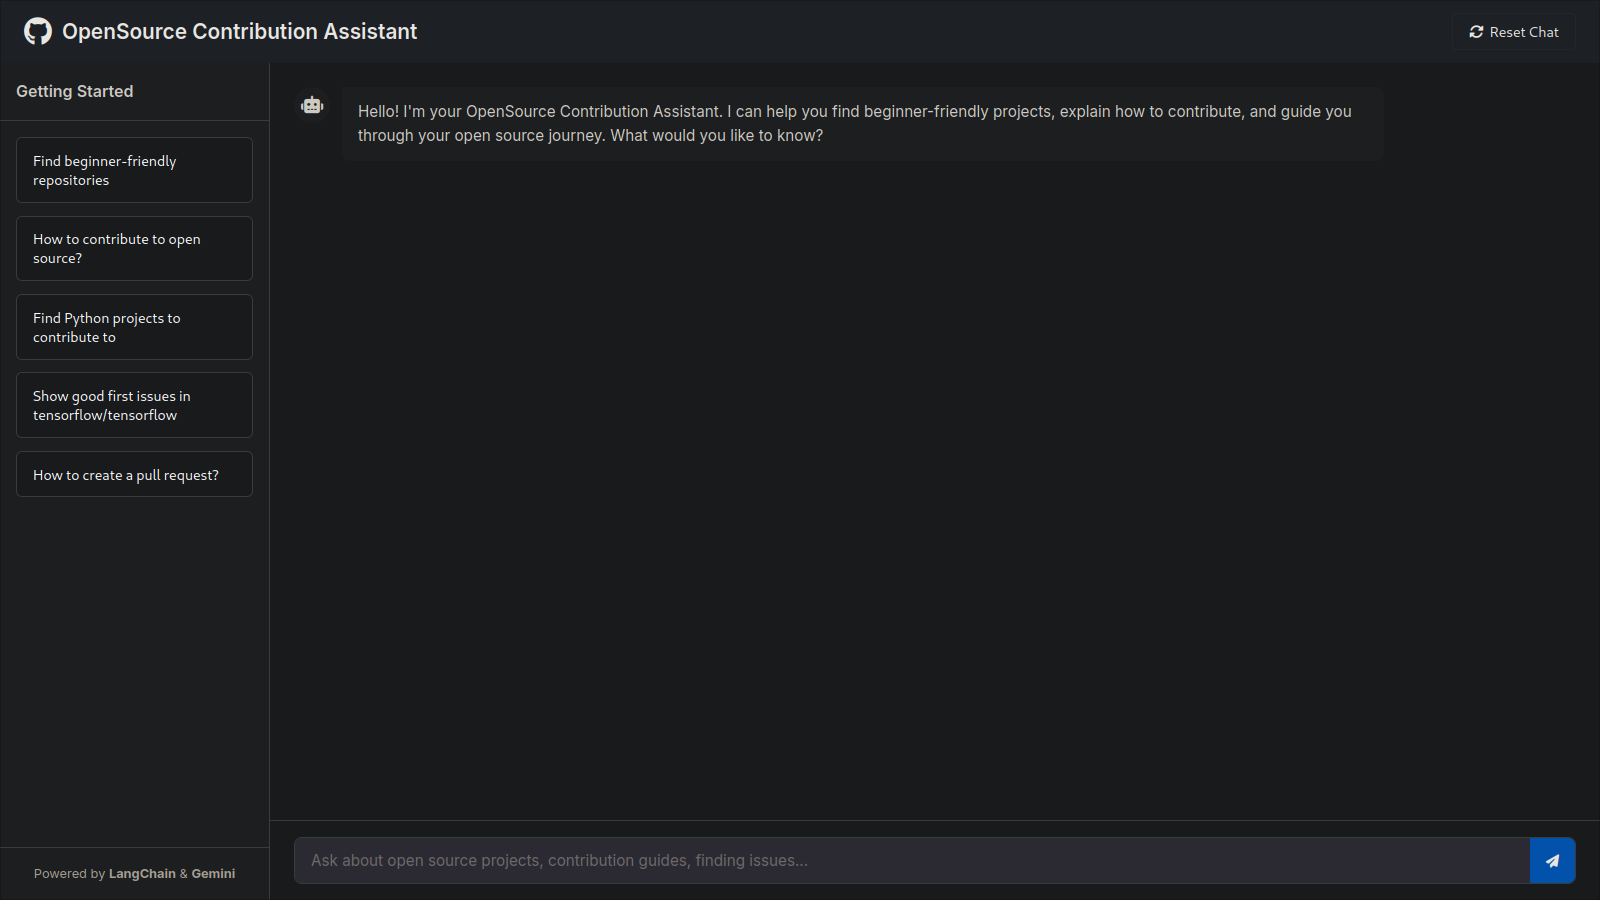 OpenSource Contribution Assistant
Reset Chat
Getting Started
Find beginner-friendly
repositories
How to contribute to open
source?
Find Python projects to
contribute to
Show good first issues in
tensorflow/tensorflow
How to create a pull request?
Powered by LangChain & Gemini
Hello! I'm your OpenSource Contribution Assistant. I can help you find beginner-friendly projects, explain how to contribute, and guide you
through your open source journey. What would you like to know?
Ask about open source projects, contribution guides, finding issues...